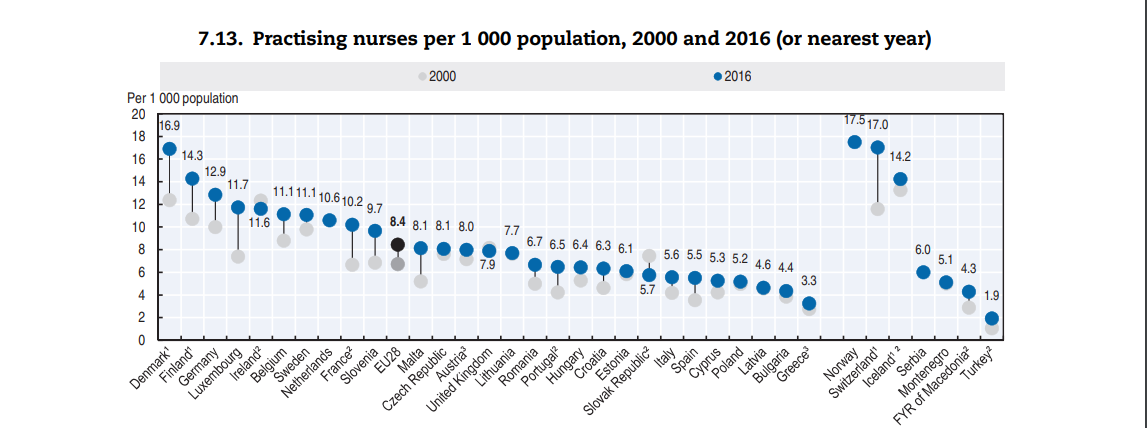 7.13. Practising nurses per 1 000 population, 2000 and 2016 (or nearest year)
2000 2016
Per 1 000 population
20
18
16
14
12
10
8
6
4
2
0
16.9
14.3
12.9
11.7
11.6
11.1
11.1
10.6
10.2
9.7
8.4
8.1
8.1
8.0
7.9
7.7
6.7
6.5
6.4
6.3
6.1
5.7
5.6
5.5
5.3
5.2
4.6
4.4
3.3
17.5
17.0
14.2
6.0
5.1
4.3
1.9
Denmark¹
Finland¹
Germany
Luxembourg
Ireland²
Belgium
Sweden
Netherlands
France²
Slovenia
EU28
Malta
Czech Republic
Austria³
United Kingdom
Lithuania
Romania
Portugal²
Hungary
Croatia
Estonia
Slovak Republic²
Italy
Spain
Cyprus
Poland
Latvia
Bulgaria
Greece³
Norway
Switzerland¹
Iceland¹ ²
Serbia
Montenegro
FYR of Macedonia²
Turkey²